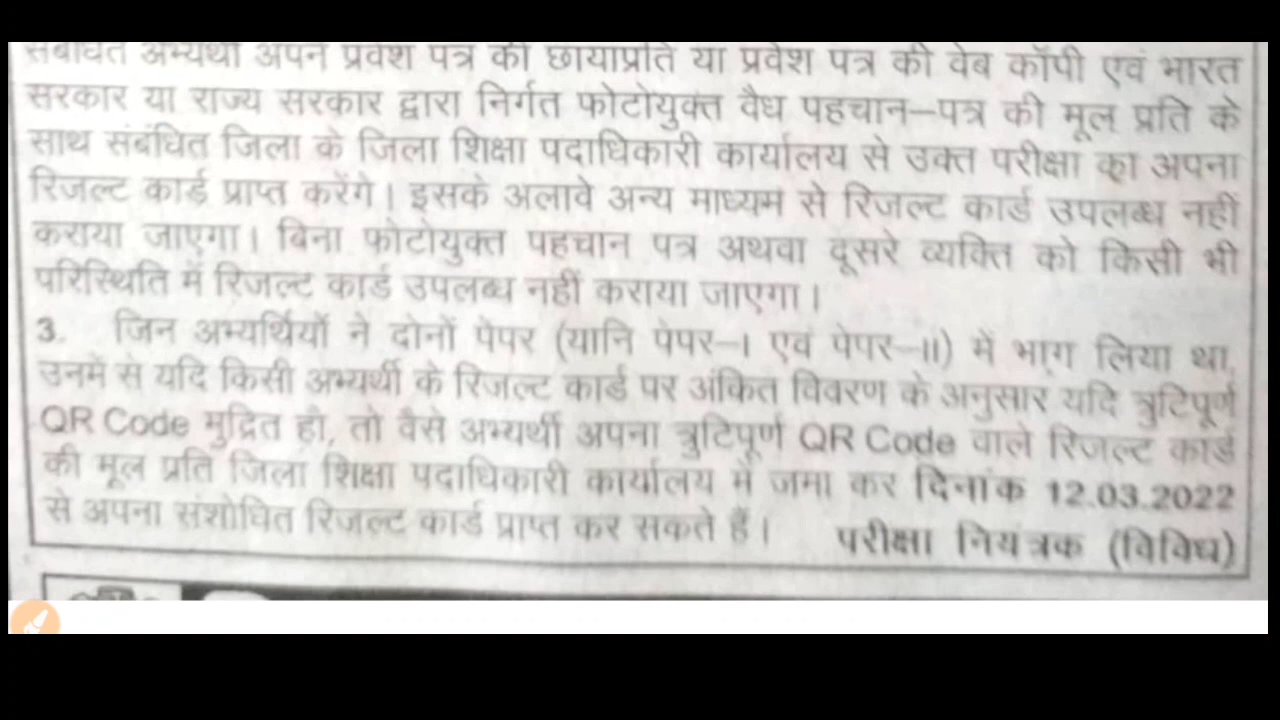 संबंधित अभ्यर्थी अपने प्रवेश पत्र की छायाप्रति या प्रवेश पत्र की वेब कॉपी एवं भारत
सरकार या राज्य सरकार द्वारा निर्गत फोटोयुक्त वैध पहचान–पत्र की मूल प्रति के
साथ संबंधित जिला के जिला शिक्षा पदाधिकारी कार्यालय से उक्त परीक्षा का अपना
रिजल्ट कार्ड प्राप्त करेंगे। इसके अलावे अन्य माध्यम से रिजल्ट कार्ड उपलब्ध नहीं
कराया जाएगा। बिना फोटोयुक्त पहचान पत्र अथवा दूसरे व्यक्ति को किसी भी
परिस्थिति में रिजल्ट कार्ड उपलब्ध नहीं कराया जाएगा।
3. जिन अभ्यर्थियों ने दोनों पेपर (यानि पेपर–I एवं पेपर–II) में भाग लिया था,
उनमें से यदि किसी अभ्यर्थी के रिजल्ट कार्ड पर अंकित विवरण के अनुसार यदि त्रुटिपूर्ण
QR Code मुद्रित हो, तो वैसे अभ्यर्थी अपना त्रुटिपूर्ण QR Code वाले रिजल्ट कार्ड
की मूल प्रति जिला शिक्षा पदाधिकारी कार्यालय में जमा कर दिनांक 12.03.2022
से अपना संशोधित रिजल्ट कार्ड प्राप्त कर सकते हैं।
परीक्षा नियंत्रक (विविध)